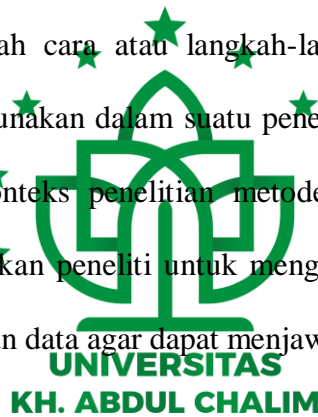 ah cara atau langkah-la
unakan dalam suatu pene
onteks penelitian metode
kan peneliti untuk meng
n data agar dapat menjaw
UNIVERSITAS
KH. ABDUL CHALIM